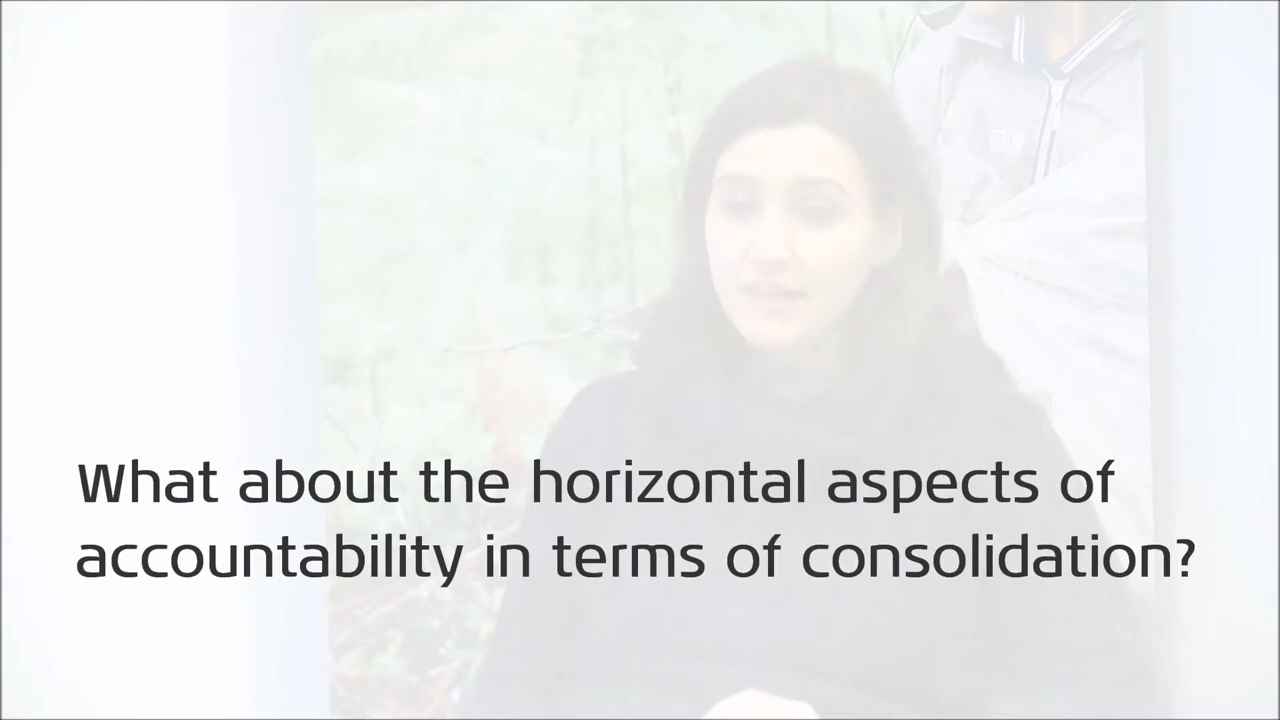 What about the horizontal aspects of
accountability in terms of consolidation?